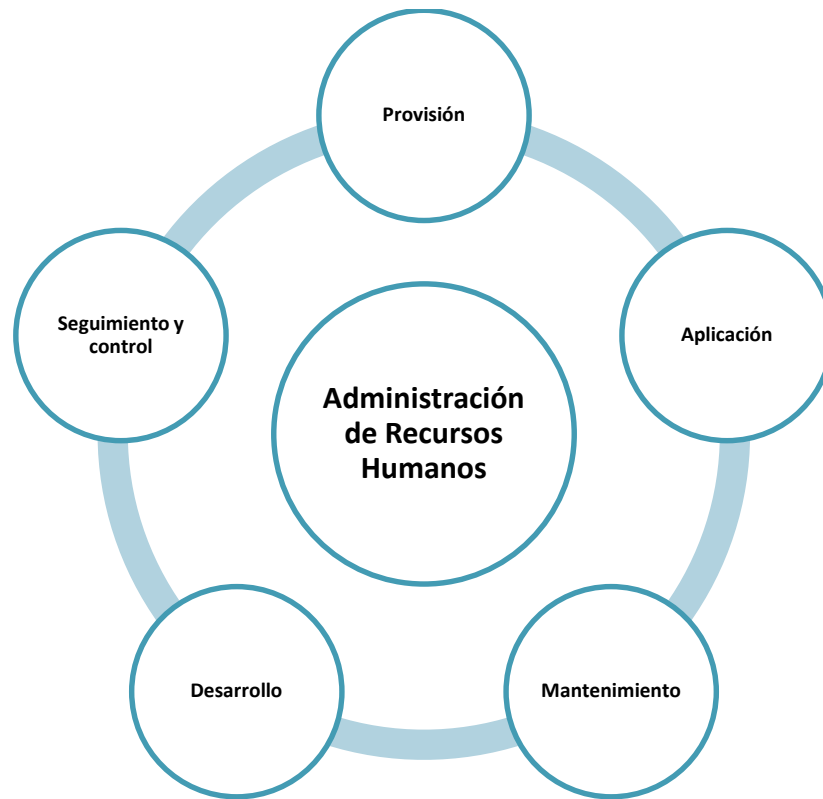 Provisión
Seguimiento y
control
Aplicación
Administración
de Recursos
Humanos
Desarrollo
Mantenimiento